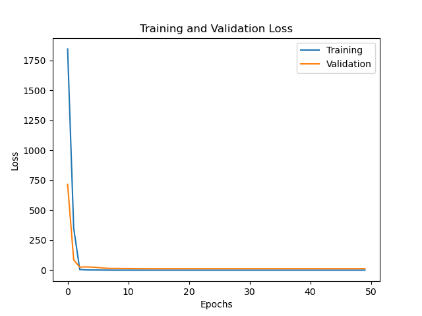 Training and Validation Loss
Training
Validation
Loss
1750
1500
1250
1000
750
500
250
0
0 10 20 30 40 50
Epochs